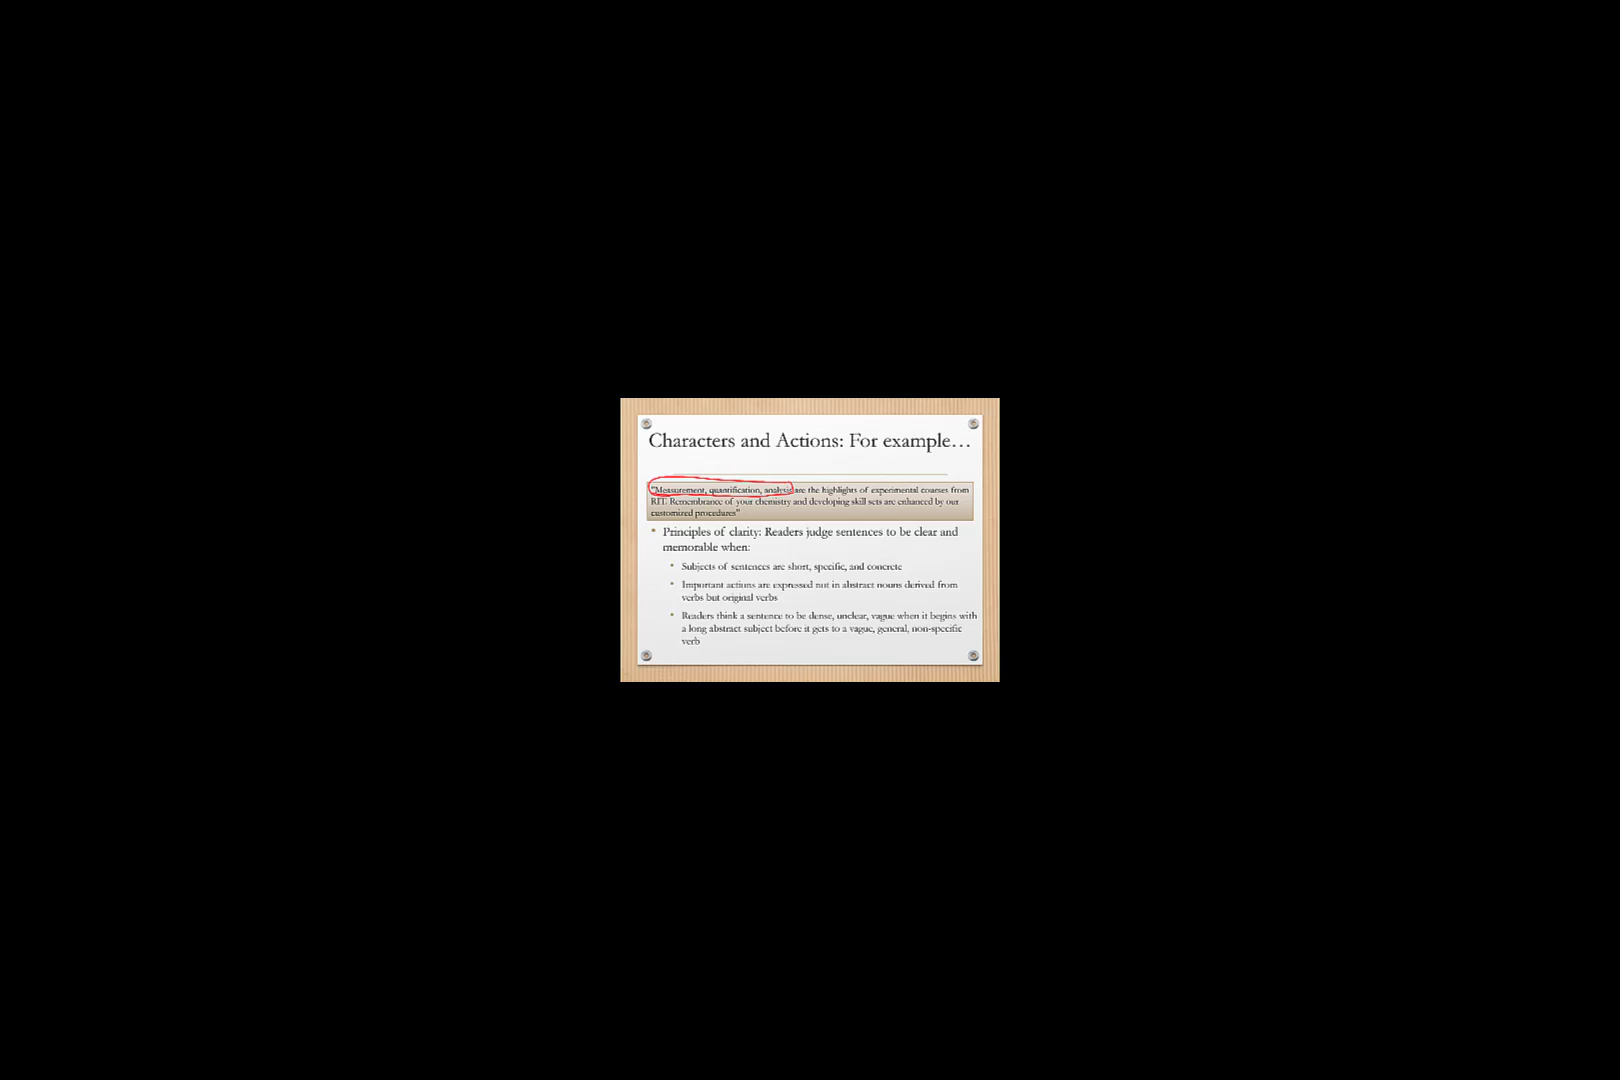 Characters and Actions: For example…
"Measurement, quantification, analysis are the highlights of experimental courses from
RIT. Remembrance of your chemistry and developing skill sets are enhanced by our
customized procedures"
• Principles of clarity: Readers judge sentences to be clear and
memorable when:
• Subjects of sentences are short, specific, and concrete
• Important actions are expressed not in abstract nouns derived from
verbs but original verbs
• Readers think a sentence to be dense, unclear, vague when it begins with
a long abstract subject before it gets to a vague, general, non-specific
verb